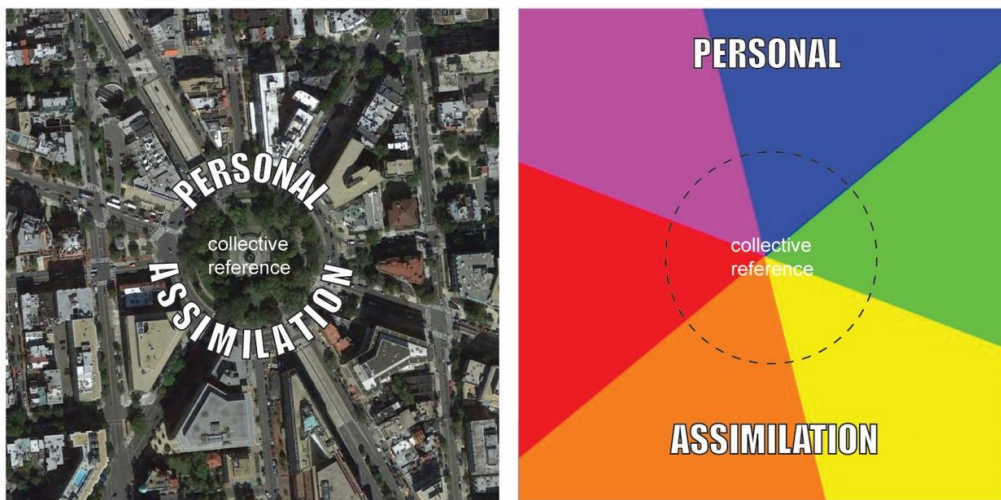 PERSONAL
collective
reference
ASSIMILATION
PERSONAL
collective
reference
ASSIMILATION